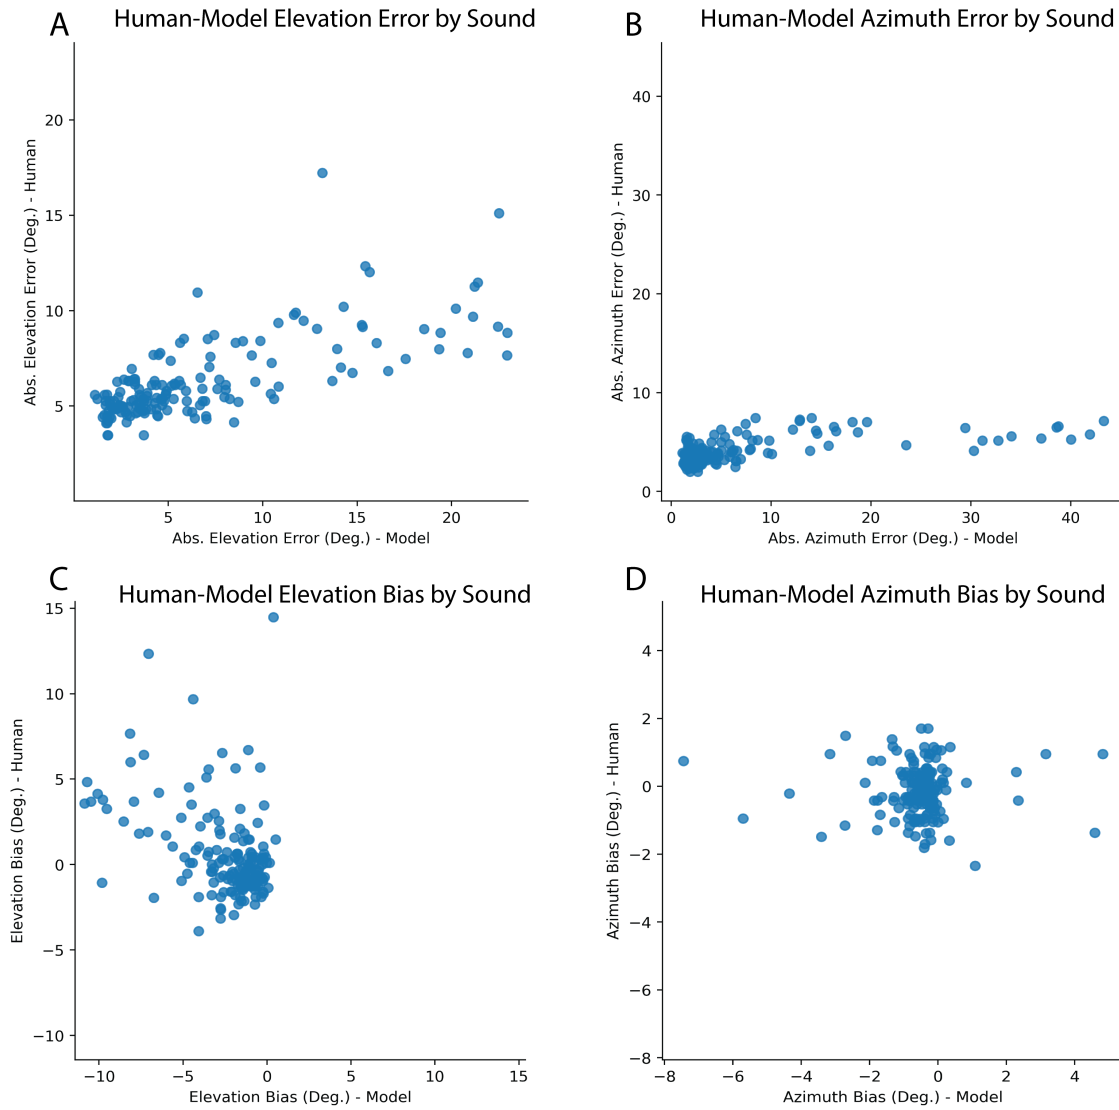 A
Human-Model Elevation Error by Sound
Abs. Elevation Error (Deg.) - Human
20
15
10
5
5
10
15
20
Abs. Elevation Error (Deg.) - Model
B
Human-Model Azimuth Error by Sound
Abs. Azimuth Error (Deg.) - Human
40
30
20
10
0
0
10
20
30
40
Abs. Azimuth Error (Deg.) - Model
C
Human-Model Elevation Bias by Sound
Elevation Bias (Deg.) - Human
15
10
5
0
−5
−10
−10
−5
0
5
10
15
Elevation Bias (Deg.) - Model
D
Human-Model Azimuth Bias by Sound
Azimuth Bias (Deg.) - Human
4
2
0
−2
−4
−6
−8
−8
−6
−4
−2
0
2
4
Azimuth Bias (Deg.) - Model